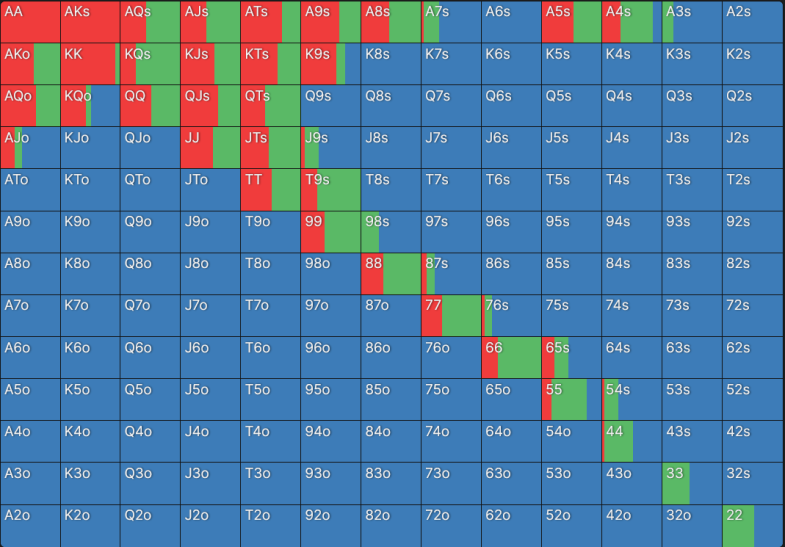 AA AKs AQs AJs ATs A9s A8s A7s A6s A5s A4s A3s A2s
AKo KK KQs KJs KTs K9s K8s K7s K6s K5s K4s K3s K2s
AQo KQo QQ QJs QTs Q9s Q8s Q7s Q6s Q5s Q4s Q3s Q2s
AJo KJo QJo JJ JTs J9s J8s J7s J6s J5s J4s J3s J2s
ATo KTo QTo JTo TT T9s T8s T7s T6s T5s T4s T3s T2s
A9o K9o Q9o J9o T9o 99 98s 97s 96s 95s 94s 93s 92s
A8o K8o Q8o J8o T8o 98o 88 87s 86s 85s 84s 83s 82s
A7o K7o Q7o J7o T7o 97o 87o 77 76s 75s 74s 73s 72s
A6o K6o Q6o J6o T6o 96o 86o 76o 66 65s 64s 63s 62s
A5o K5o Q5o J5o T5o 95o 85o 75o 65o 55 54s 53s 52s
A4o K4o Q4o J4o T4o 94o 84o 74o 64o 54o 44 43s 42s
A3o K3o Q3o J3o T3o 93o 83o 73o 63o 53o 43o 33 32s
A2o K2o Q2o J2o T2o 92o 82o 72o 62o 52o 42o 32o 22